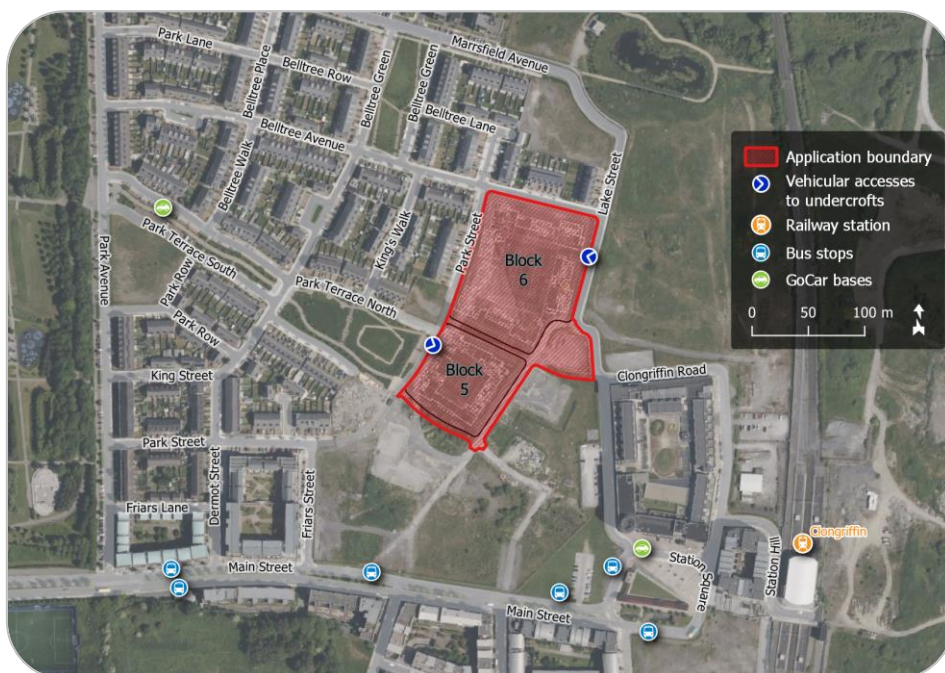 Park Lane
Belltree Row
Belltree Place
Belltree Green
Belltree Green
Marrsfield Avenue
Belltree Avenue
Belltree Lane
Belltree Walk
Lake Street
King's Walk
Park Street
Park Avenue
Park Terrace South
Park Row
Park Terrace North
Park Row
King Street
Block
6
Block
5
Clongriffin Road
Park Street
Dermot Street
Friars Street
Friars Lane
Main Street
Main Street
Station Square
Station Hill
Clongriffin
Application boundary
Vehicular accesses
to undercrofts
Railway station
Bus stops
GoCar bases
0 50 100 m